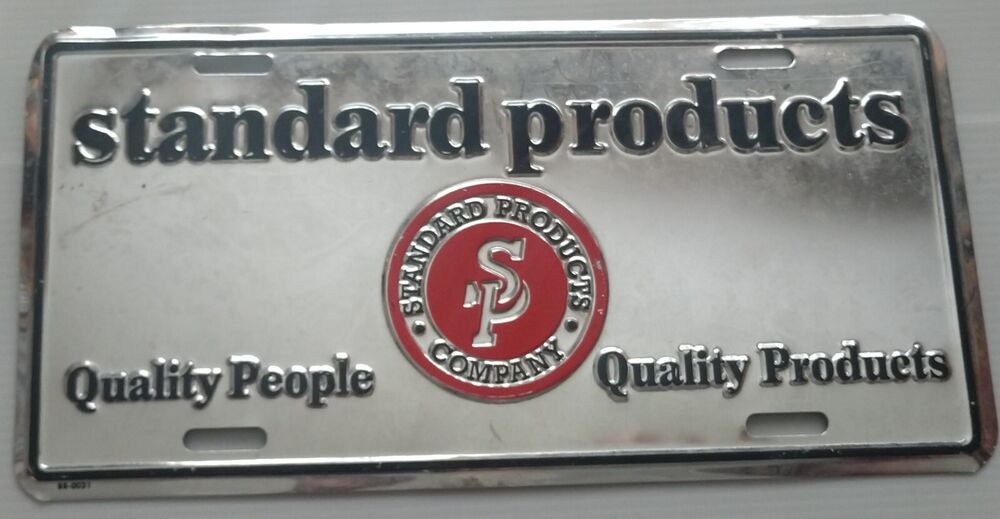 standard products
STANDARD PRODUCTS
SP
COMPANY
Quality People
Quality Products